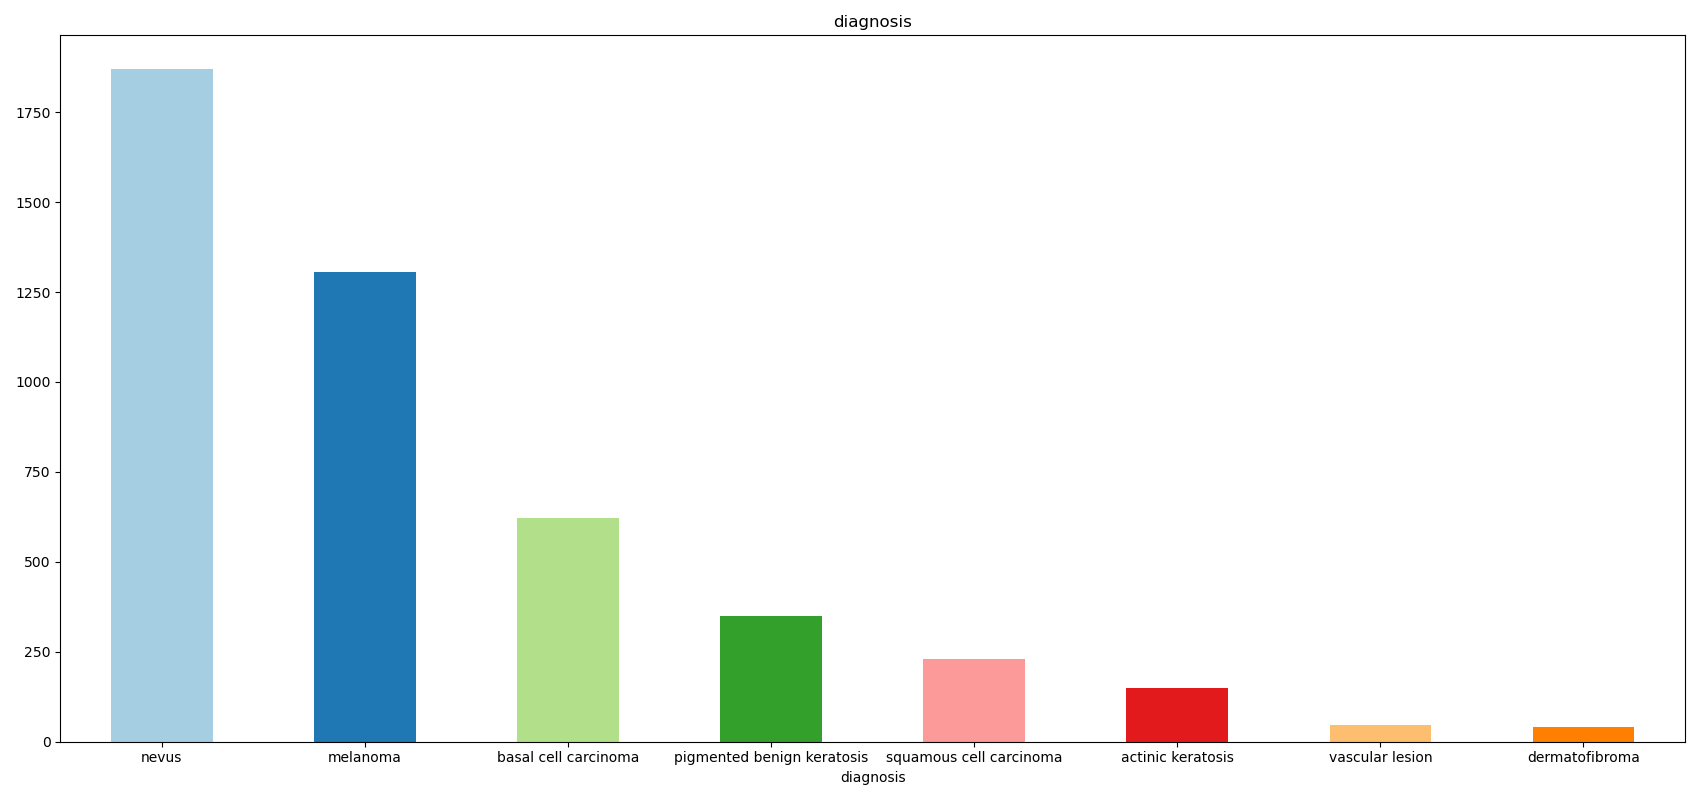 diagnosis
1750
1500
1250
1000
750
500
250
0
nevus melanoma basal cell carcinoma pigmented benign keratosis squamous cell carcinoma actinic keratosis vascular lesion dermatofibroma
diagnosis